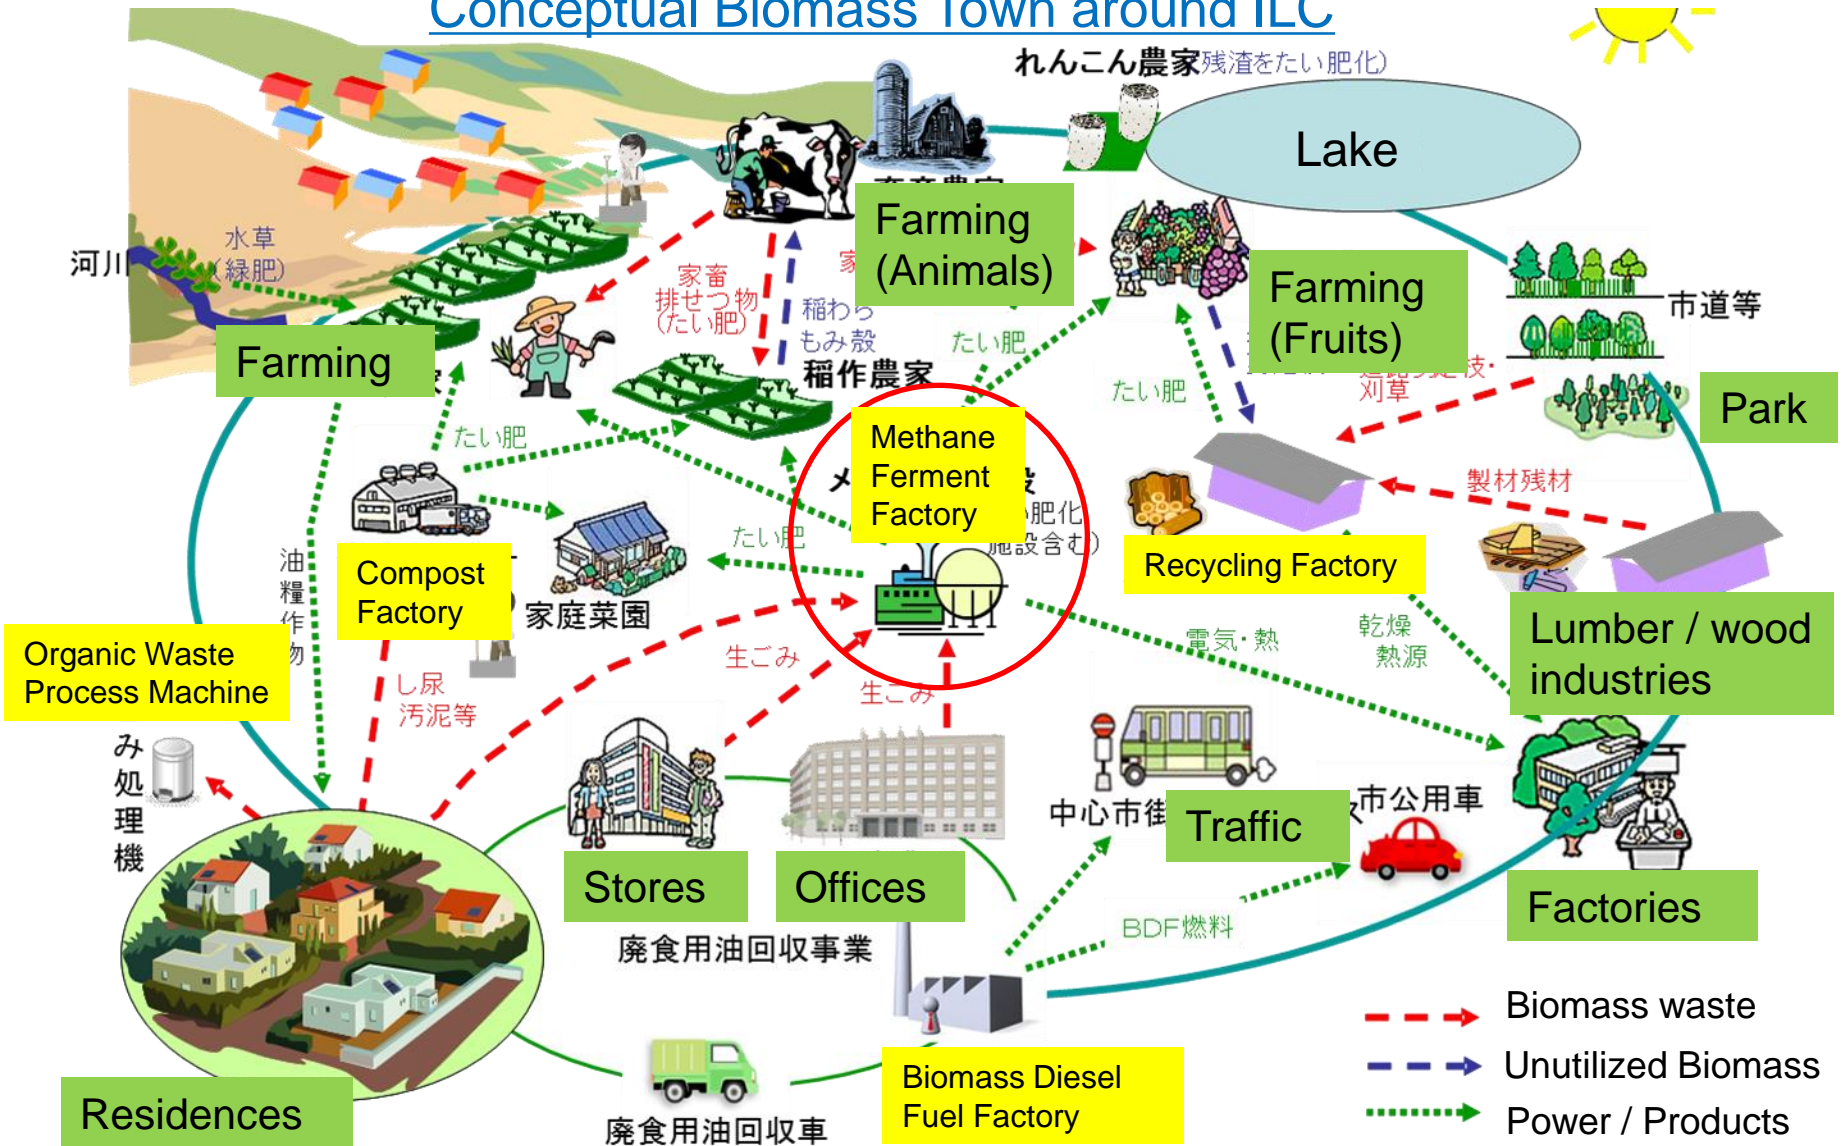 Conceptual Biomass Town around ILC
れんこん農家(残渣をたい肥化)
Lake
Farming
(Animals)
水草
(緑肥)
河川
家畜
排せつ物
(たい肥)
稲わら
もみ殻
稲作農家
たい肥
Farming
(Fruits)
市道等
Farming
たい肥
刈草
Park
たい肥
Methane
Ferment
Factory
肥化
施設含む)
製材残材
Recycling Factory
Compost
Factory
たい肥
家庭菜園
油糧作物
Organic Waste
Process Machine
し尿
汚泥等
生ごみ
生ごみ
電気・熱
乾燥
熱源
Lumber / wood
industries
み処理機
中心市街
Traffic
市公用車
Stores
Offices
Factories
BDF燃料
廃食用油回収事業
Biomass waste
Unutilized Biomass
Power / Products
Residences
Biomass Diesel
Fuel Factory
廃食用油回収車